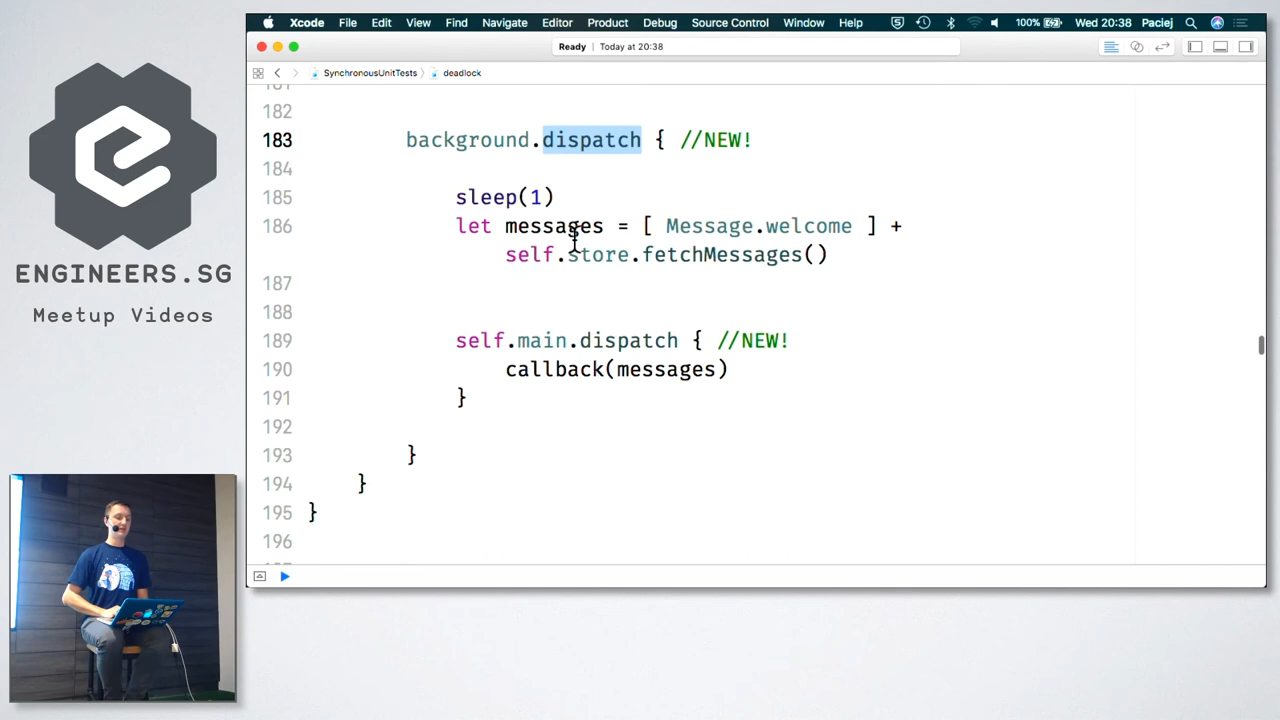 Xcode File Edit View Find Navigate Editor Product Debug Source Control Window Help 100% Wed 20:38 Paciej
Ready | Today at 20:38
SynchronousUnitTests deadlock
181
182
183 background.dispatch { //NEW!
184
185 sleep(1)
186 let messages = [ Message.welcome ] +
self.store.fetchMessages()
187
188
189 self.main.dispatch { //NEW!
190 callback(messages)
191 }
192
193 }
194 }
195 }
196
ENGINEERS.SG
Meetup Videos